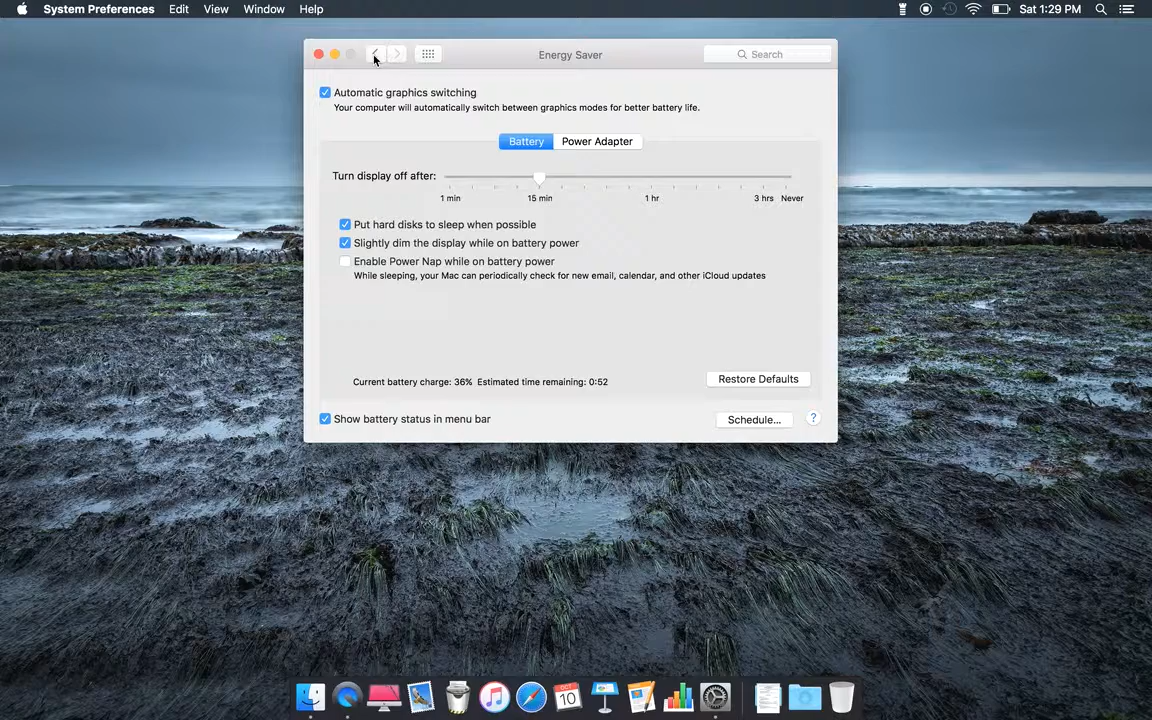 System Preferences Edit View Window Help Sat 1:29 PM
Energy Saver
Search
Automatic graphics switching
Your computer will automatically switch between graphics modes for better battery life.
Battery Power Adapter
Turn display off after:
1 min 15 min 1 hr 3 hrs Never
Put hard disks to sleep when possible
Slightly dim the display while on battery power
Enable Power Nap while on battery power
While sleeping, your Mac can periodically check for new email, calendar, and other iCloud updates
Current battery charge: 36% Estimated time remaining: 0:52
Restore Defaults
Show battery status in menu bar
Schedule... ?
OCT
10